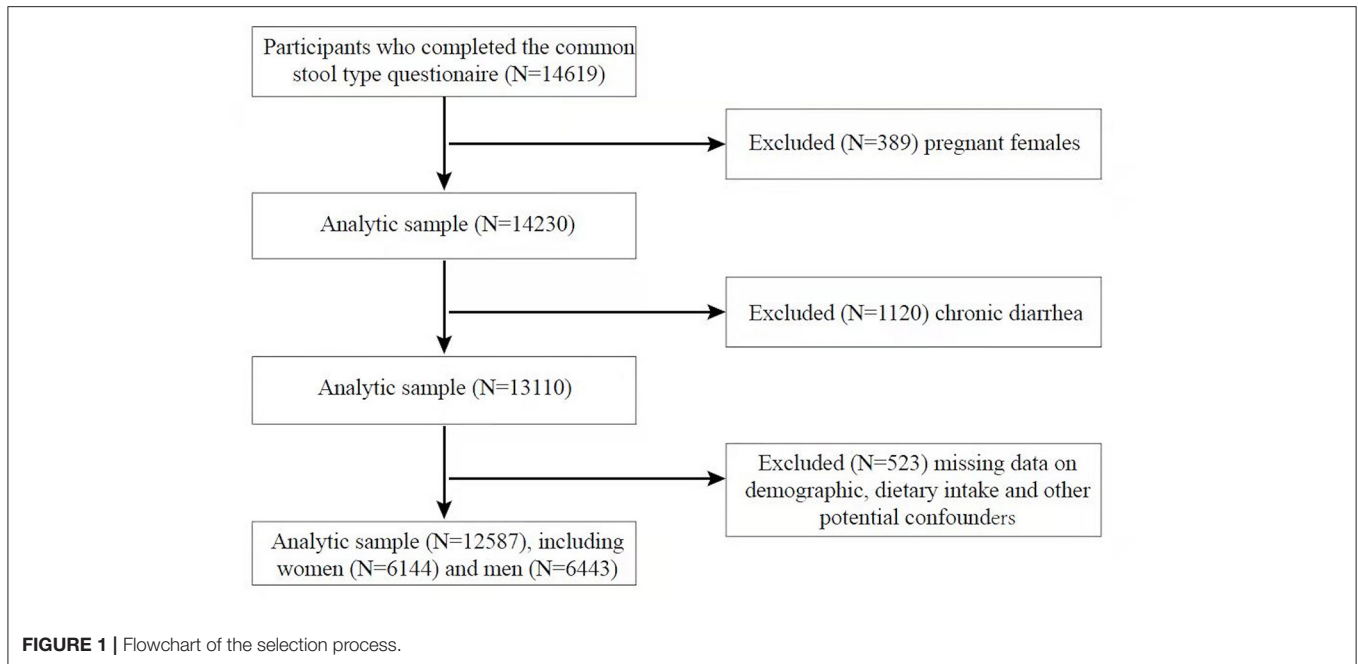 Participants who completed the common
stool type questionaire (N=14619)
Excluded (N=389) pregnant females
Analytic sample (N=14230)
Excluded (N=1120) chronic diarrhea
Analytic sample (N=13110)
Excluded (N=523) missing data on
demographic, dietary intake and other
potential confounders
Analytic sample (N=12587), including
women (N=6144) and men (N=6443)
FIGURE 1 | Flowchart of the selection process.